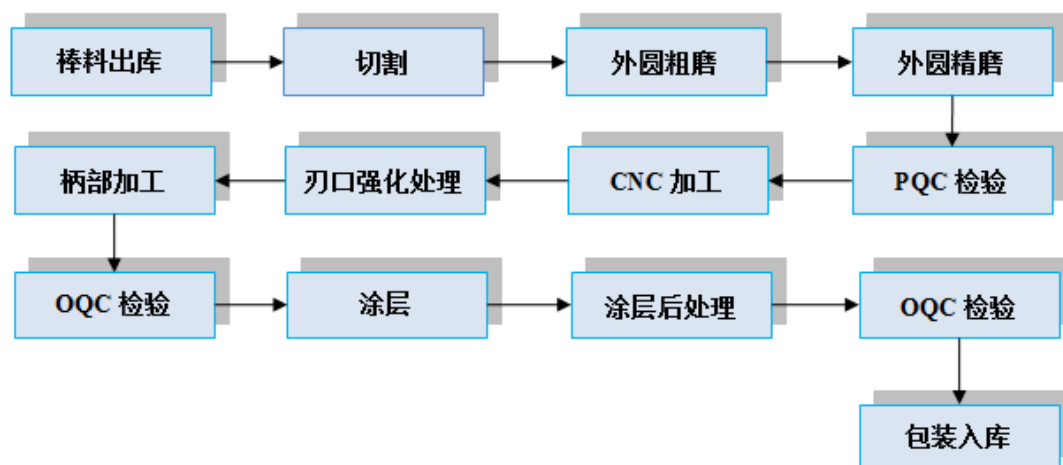 棒料出库
切割
外圆粗磨
外圆精磨
PQC 检验
CNC 加工
刃口强化处理
柄部加工
OQC 检验
涂层
涂层后处理
OQC 检验
包装入库